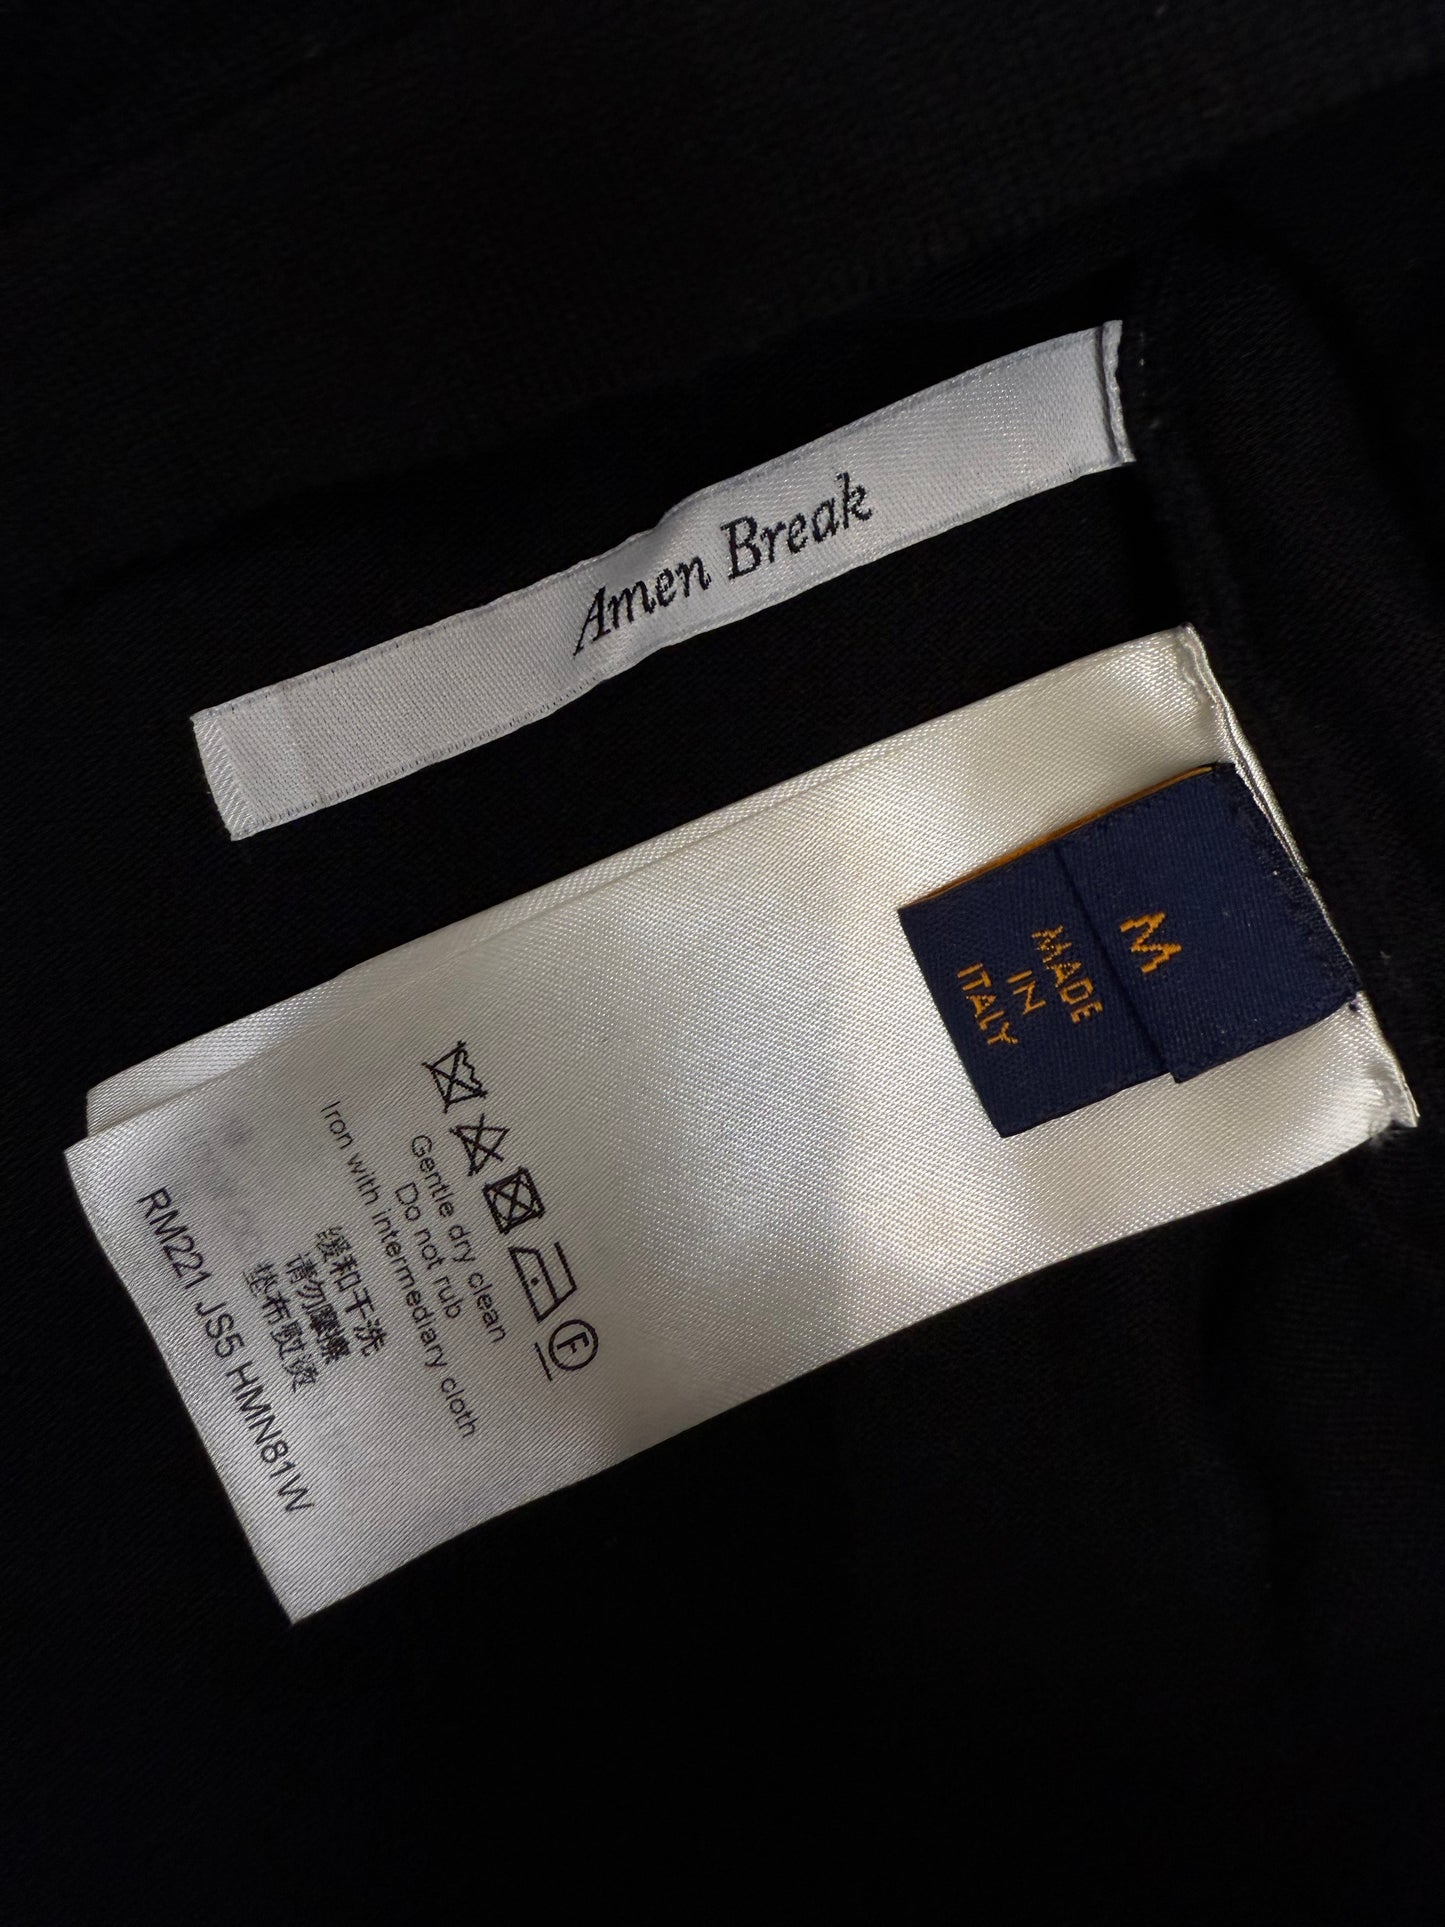 Amen Break
M
MADE
IN
ITALY
F
Gentle dry clean
Do not rub
Iron with intermediary cloth
缓和干洗
请勿摩擦
垫布熨烫
RM221 JS5 HMN81W